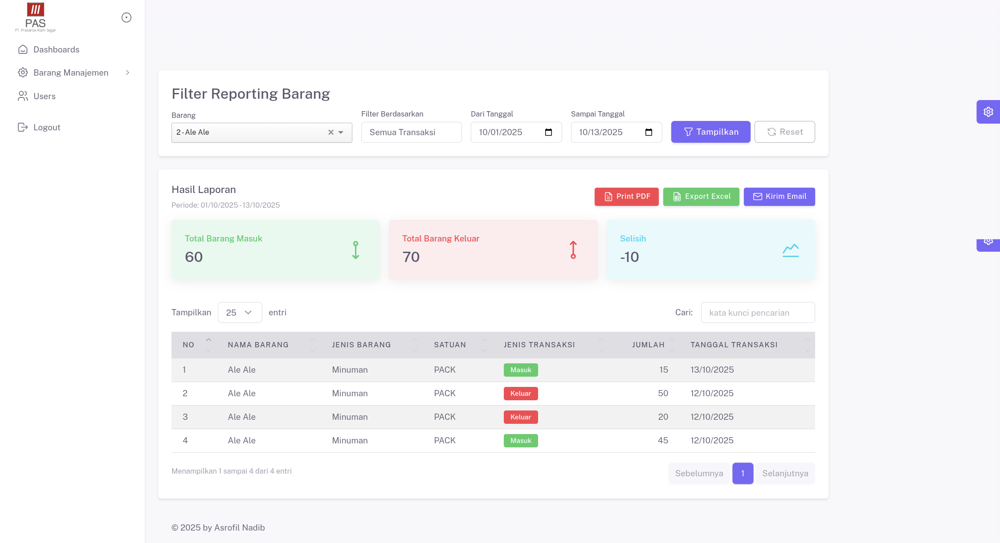 PAS
PT. Prakarsa Alam Segar
Dashboards
Barang Manajemen
Users
Logout
Filter Reporting Barang
Barang
Filter Berdasarkan
Dari Tanggal
Sampai Tanggal
2 - Ale Ale
Semua Transaksi
10/01/2025
10/13/2025
Tampilkan
Reset
Hasil Laporan
Periode: 01/10/2025 - 13/10/2025
Print PDF
Export Excel
Kirim Email
Total Barang Masuk
60
Total Barang Keluar
70
Selisih
-10
Tampilkan 25 entri
Cari: kata kunci pencarian
NO NAMA BARANG JENIS BARANG SATUAN JENIS TRANSAKSI JUMLAH TANGGAL TRANSAKSI
1 Ale Ale Minuman PACK Masuk 15 13/10/2025
2 Ale Ale Minuman PACK Keluar 50 12/10/2025
3 Ale Ale Minuman PACK Keluar 20 12/10/2025
4 Ale Ale Minuman PACK Masuk 45 12/10/2025
Menampilkan 1 sampai 4 dari 4 entri
Sebelumnya 1 Selanjutnya
© 2025 by Asrofil Nadib